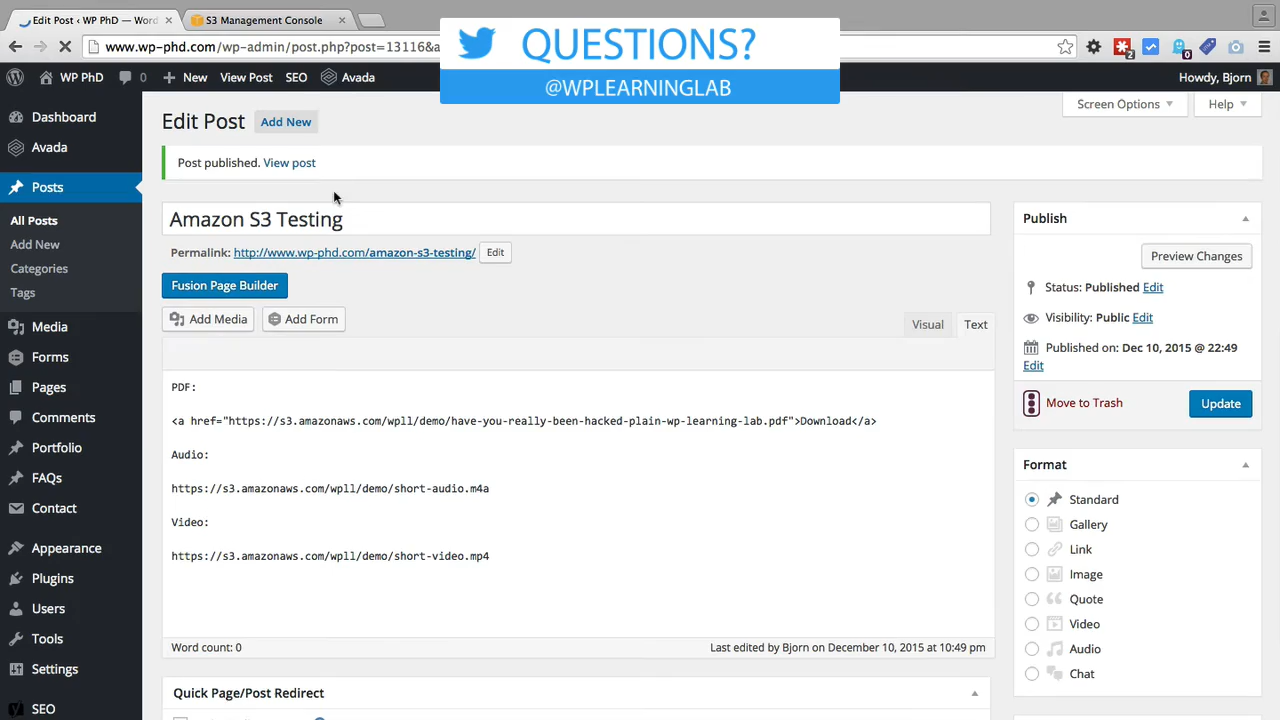 Edit Post ‹ WP PhD — W
S3 Management Console
www.wp-phd.com/wp-admin/post.php?post=13116&a
QUESTIONS?
@WPLEARNINGLAB
2
0
WP PhD
0
New
View Post
SEO
Avada
Howdy, Bjorn
Screen Options
Help
Dashboard
Avada
Posts
All Posts
Add New
Categories
Tags
Media
Forms
Pages
Comments
Portfolio
FAQs
Contact
Appearance
Plugins
Users
Tools
Settings
SEO
Edit Post
Add New
Post published. View post
Amazon S3 Testing
Permalink: http://www.wp-phd.com/amazon-s3-testing/ Edit
Fusion Page Builder
Add Media
Add Form
Visual
Text
PDF:
<a href="https://s3.amazonaws.com/wpll/demo/have-you-really-been-hacked-plain-wp-learning-lab.pdf">Download</a>
Audio:
https://s3.amazonaws.com/wpll/demo/short-audio.m4a
Video:
https://s3.amazonaws.com/wpll/demo/short-video.mp4
Word count: 0
Last edited by Bjorn on December 10, 2015 at 10:49 pm
Quick Page/Post Redirect
Publish
Preview Changes
Status: Published Edit
Visibility: Public Edit
Published on: Dec 10, 2015 @ 22:49
Edit
Move to Trash
Update
Format
Standard
Gallery
Link
Image
Quote
Video
Audio
Chat